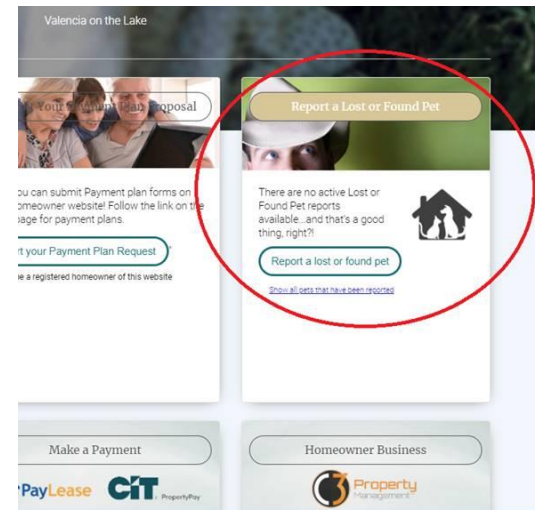 Valencia on the Lake
Your Payment Plan Proposal
Report a Lost or Found Pet
ou can submit Payment plan forms on
omeowner website! Follow the link on the
page for payment plans.
rt your Payment Plan Request
e a registered homeowner of this website
There are no active Lost or
Found Pet reports
available...and that's a good
thing, right?!
Report a lost or found pet
Show all pets that have been reported
Make a Payment
PayLease CIT. PropertyPay
Homeowner Business
C3 Property
Management